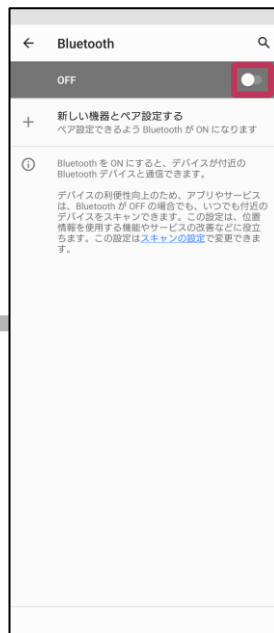 Bluetooth
OFF
新しい機器とペア設定する
ペア設定できるよう Bluetooth が ON になります
Bluetooth を ON にすると、デバイスが付近の
Bluetooth デバイスと通信できます。
デバイスの利便性向上のため、アプリやサービス
は、Bluetooth が OFF の場合でも、いつでも付近の
デバイスをスキャンできます。この設定は、位置
情報を使用する機能やサービスの改善などに役立
ちます。この設定はスキャンの設定で変更できま
す。